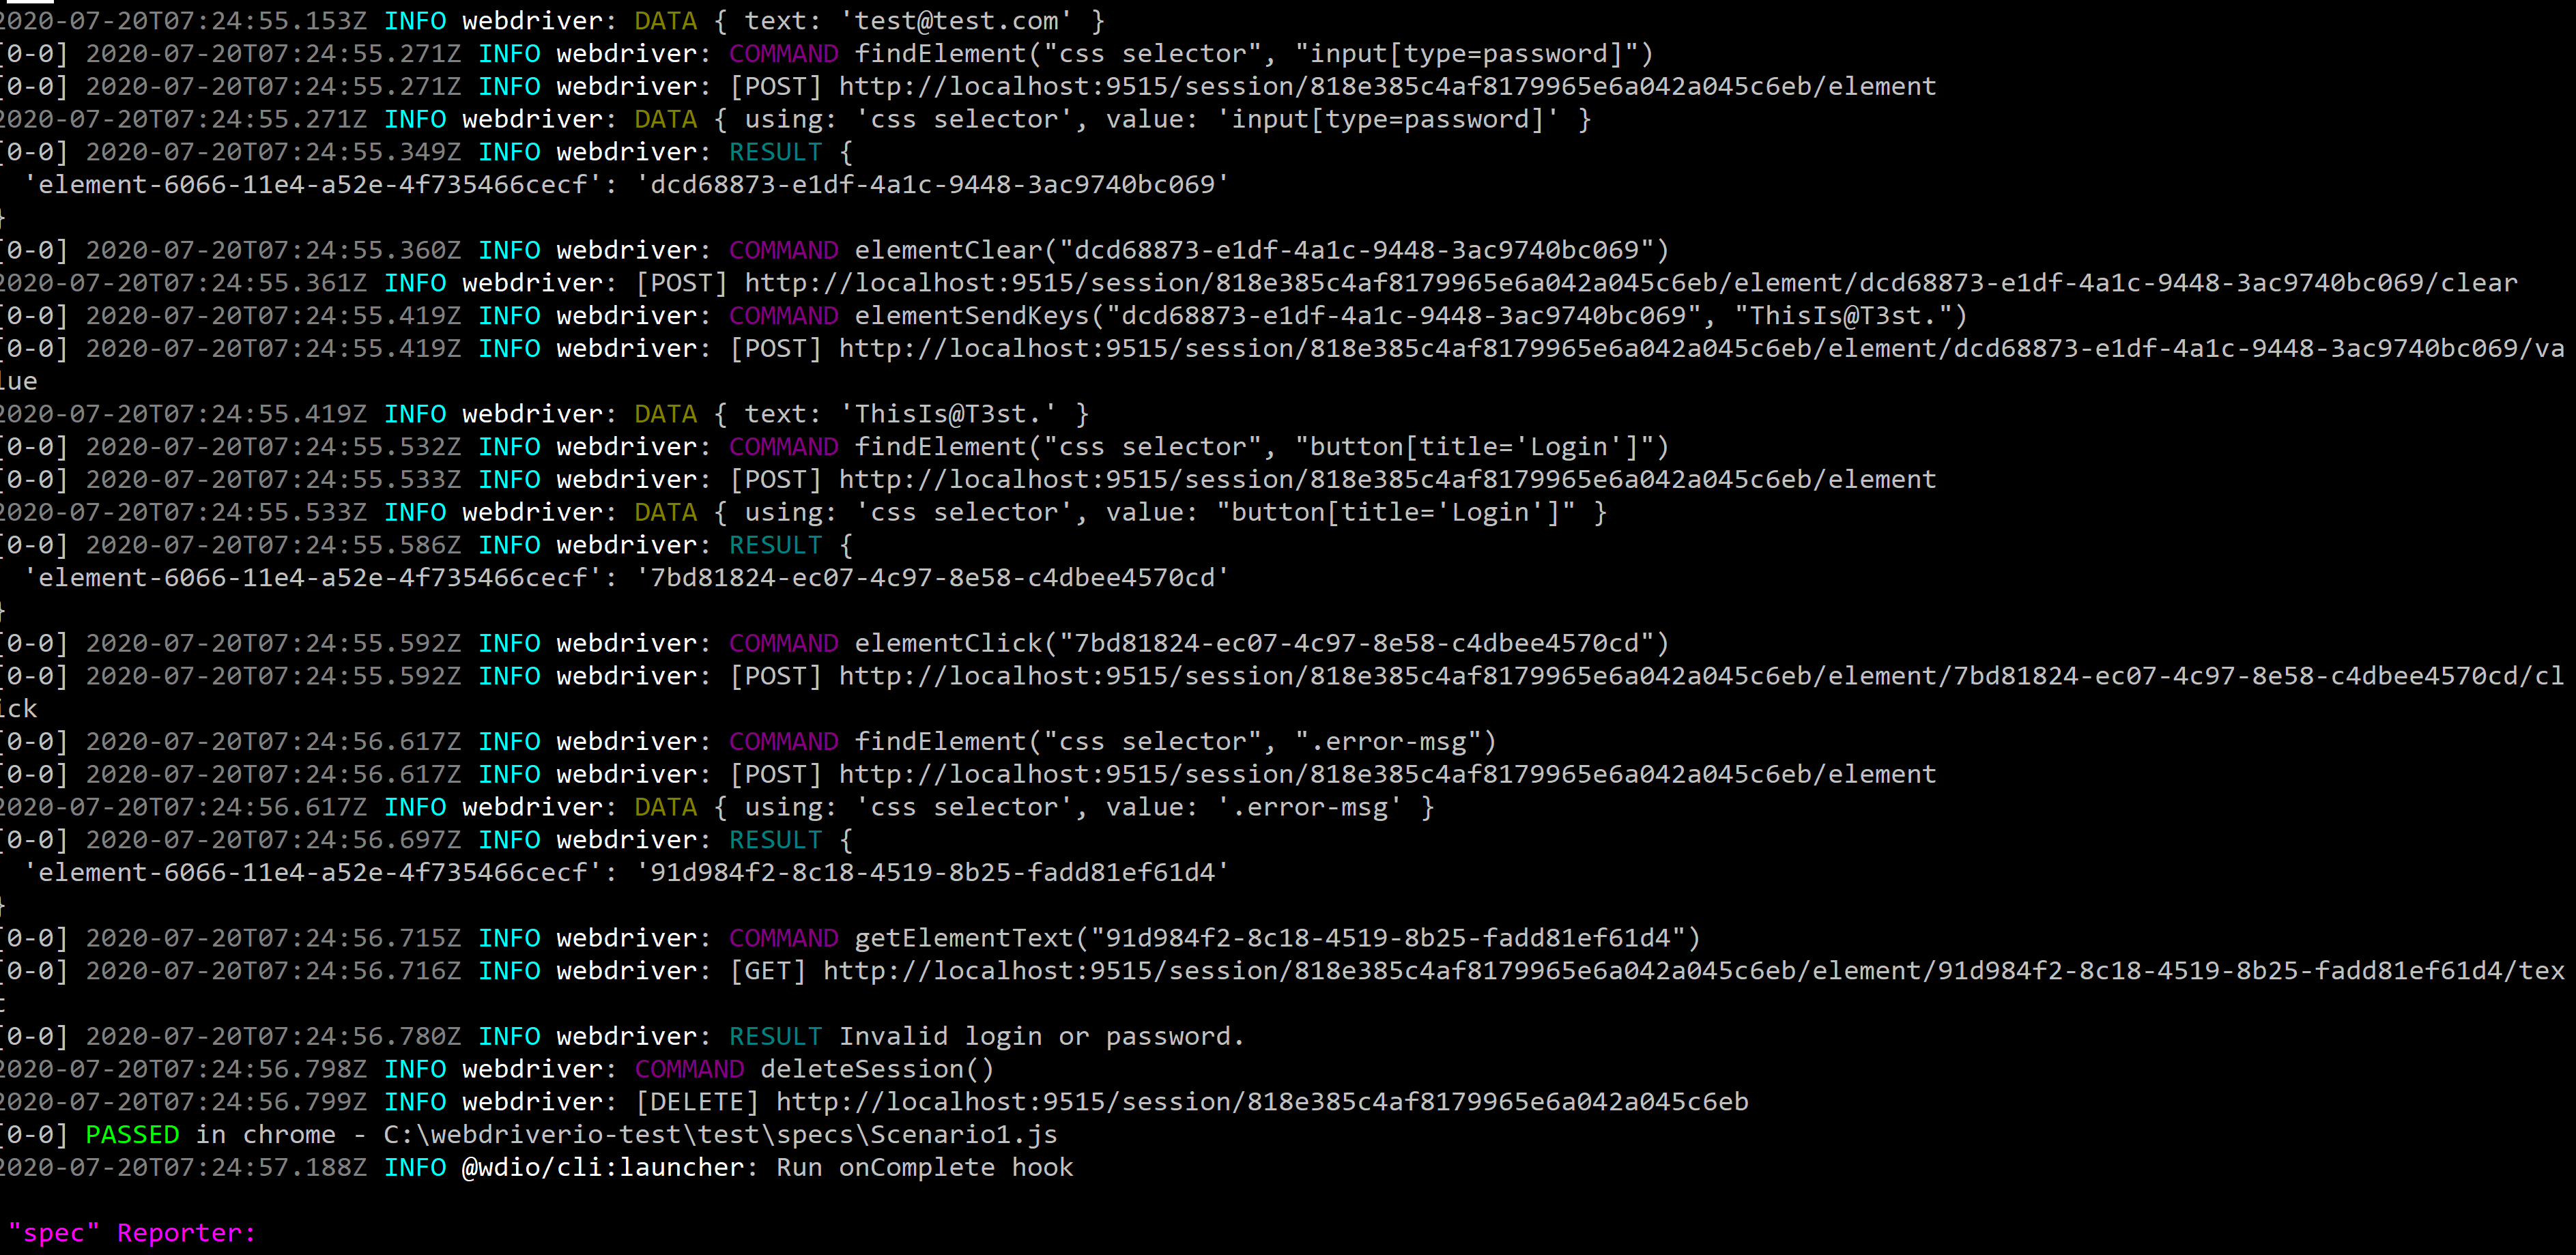 2020-07-20T07:24:55.153Z INFO webdriver: DATA { text: 'test@test.com' }
[0-0] 2020-07-20T07:24:55.271Z INFO webdriver: COMMAND findElement("css selector", "input[type=password]")
[0-0] 2020-07-20T07:24:55.271Z INFO webdriver: [POST] http://localhost:9515/session/818e385c4af8179965e6a042a045c6eb/element
2020-07-20T07:24:55.271Z INFO webdriver: DATA { using: 'css selector', value: 'input[type=password]' }
[0-0] 2020-07-20T07:24:55.349Z INFO webdriver: RESULT {
'element-6066-11e4-a52e-4f735466cecf': 'dcd68873-e1df-4a1c-9448-3ac9740bc069'
}
[0-0] 2020-07-20T07:24:55.360Z INFO webdriver: COMMAND elementClear("dcd68873-e1df-4a1c-9448-3ac9740bc069")
2020-07-20T07:24:55.361Z INFO webdriver: [POST] http://localhost:9515/session/818e385c4af8179965e6a042a045c6eb/element/dcd68873-e1df-4a1c-9448-3ac9740bc069/clear
[0-0] 2020-07-20T07:24:55.419Z INFO webdriver: COMMAND elementSendKeys("dcd68873-e1df-4a1c-9448-3ac9740bc069", "ThisIs@T3st.")
[0-0] 2020-07-20T07:24:55.419Z INFO webdriver: [POST] http://localhost:9515/session/818e385c4af8179965e6a042a045c6eb/element/dcd68873-e1df-4a1c-9448-3ac9740bc069/va
lue
2020-07-20T07:24:55.419Z INFO webdriver: DATA { text: 'ThisIs@T3st.' }
[0-0] 2020-07-20T07:24:55.532Z INFO webdriver: COMMAND findElement("css selector", "button[title='Login']")
[0-0] 2020-07-20T07:24:55.533Z INFO webdriver: [POST] http://localhost:9515/session/818e385c4af8179965e6a042a045c6eb/element
2020-07-20T07:24:55.533Z INFO webdriver: DATA { using: 'css selector', value: "button[title='Login']" }
[0-0] 2020-07-20T07:24:55.586Z INFO webdriver: RESULT {
'element-6066-11e4-a52e-4f735466cecf': '7bd81824-ec07-4c97-8e58-c4dbee4570cd'
}
[0-0] 2020-07-20T07:24:55.592Z INFO webdriver: COMMAND elementClick("7bd81824-ec07-4c97-8e58-c4dbee4570cd")
[0-0] 2020-07-20T07:24:55.592Z INFO webdriver: [POST] http://localhost:9515/session/818e385c4af8179965e6a042a045c6eb/element/7bd81824-ec07-4c97-8e58-c4dbee4570cd/cl
ick
[0-0] 2020-07-20T07:24:56.617Z INFO webdriver: COMMAND findElement("css selector", ".error-msg")
[0-0] 2020-07-20T07:24:56.617Z INFO webdriver: [POST] http://localhost:9515/session/818e385c4af8179965e6a042a045c6eb/element
2020-07-20T07:24:56.617Z INFO webdriver: DATA { using: 'css selector', value: '.error-msg' }
[0-0] 2020-07-20T07:24:56.697Z INFO webdriver: RESULT {
'element-6066-11e4-a52e-4f735466cecf': '91d984f2-8c18-4519-8b25-fadd81ef61d4'
}
[0-0] 2020-07-20T07:24:56.715Z INFO webdriver: COMMAND getElementText("91d984f2-8c18-4519-8b25-fadd81ef61d4")
[0-0] 2020-07-20T07:24:56.716Z INFO webdriver: [GET] http://localhost:9515/session/818e385c4af8179965e6a042a045c6eb/element/91d984f2-8c18-4519-8b25-fadd81ef61d4/tex
t
[0-0] 2020-07-20T07:24:56.780Z INFO webdriver: RESULT Invalid login or password.
2020-07-20T07:24:56.798Z INFO webdriver: COMMAND deleteSession()
2020-07-20T07:24:56.799Z INFO webdriver: [DELETE] http://localhost:9515/session/818e385c4af8179965e6a042a045c6eb
[0-0] PASSED in chrome - C:\webdriverio-test\test\specs\Scenario1.js
2020-07-20T07:24:57.188Z INFO @wdio/cli:launcher: Run onComplete hook
"spec" Reporter: